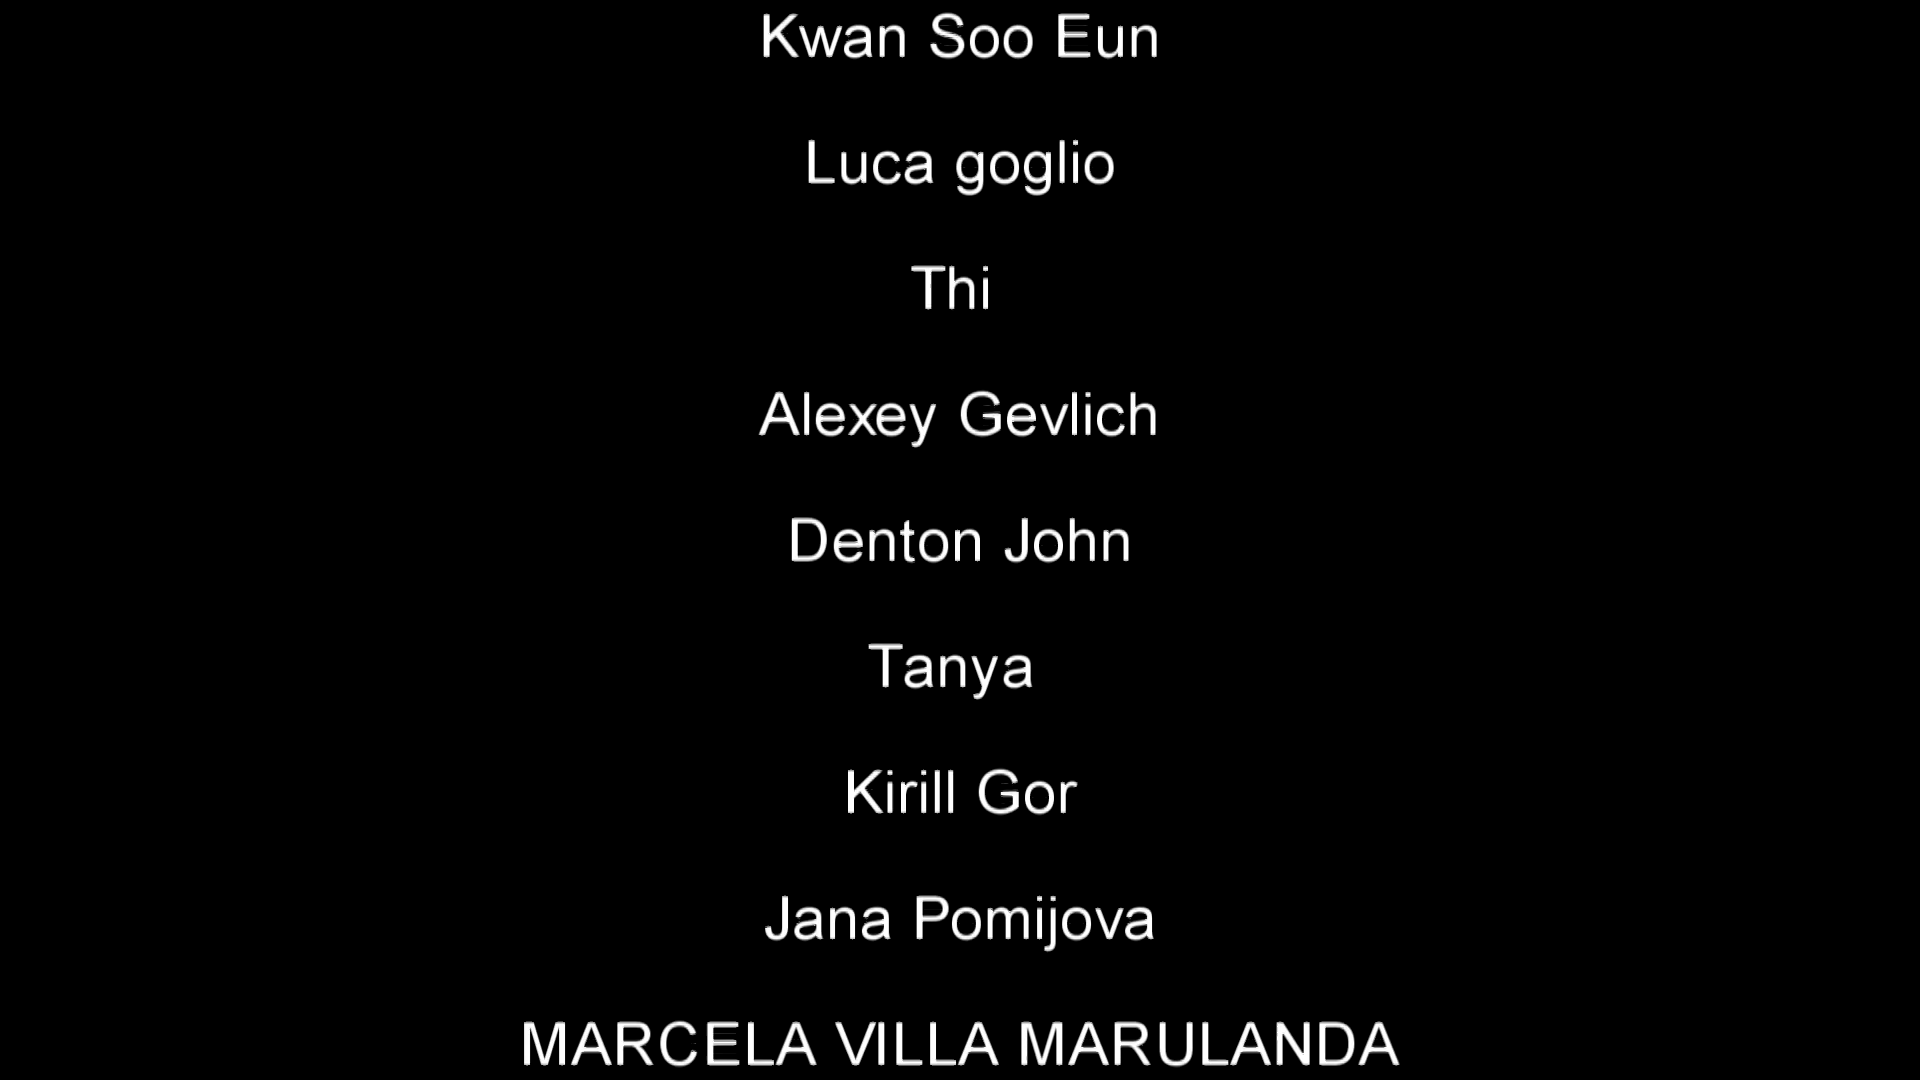 Kwan Soo Eun
Luca goglio
Thi
Alexey Gevlich
Denton John
Tanya
Kirill Gor
Jana Pomijova
MARCELA VILLA MARULANDA